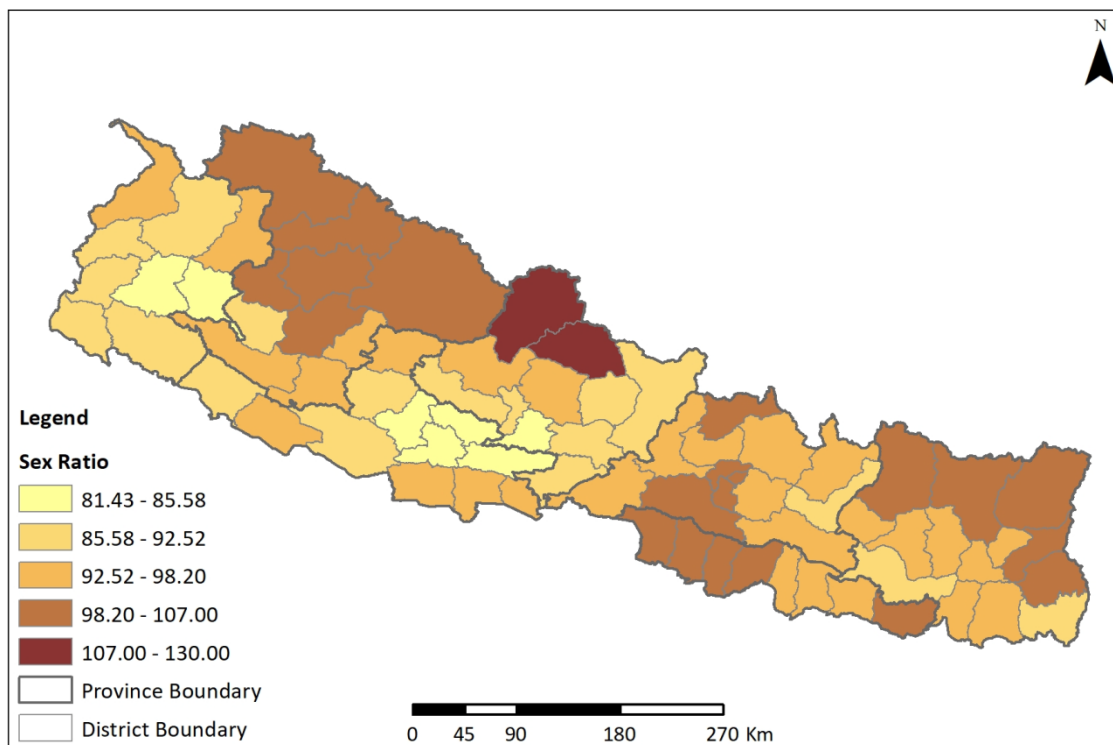 N
Legend
Sex Ratio
81.43 - 85.58
85.58 - 92.52
92.52 - 98.20
98.20 - 107.00
107.00 - 130.00
Province Boundary
District Boundary
0 45 90 180 270 Km